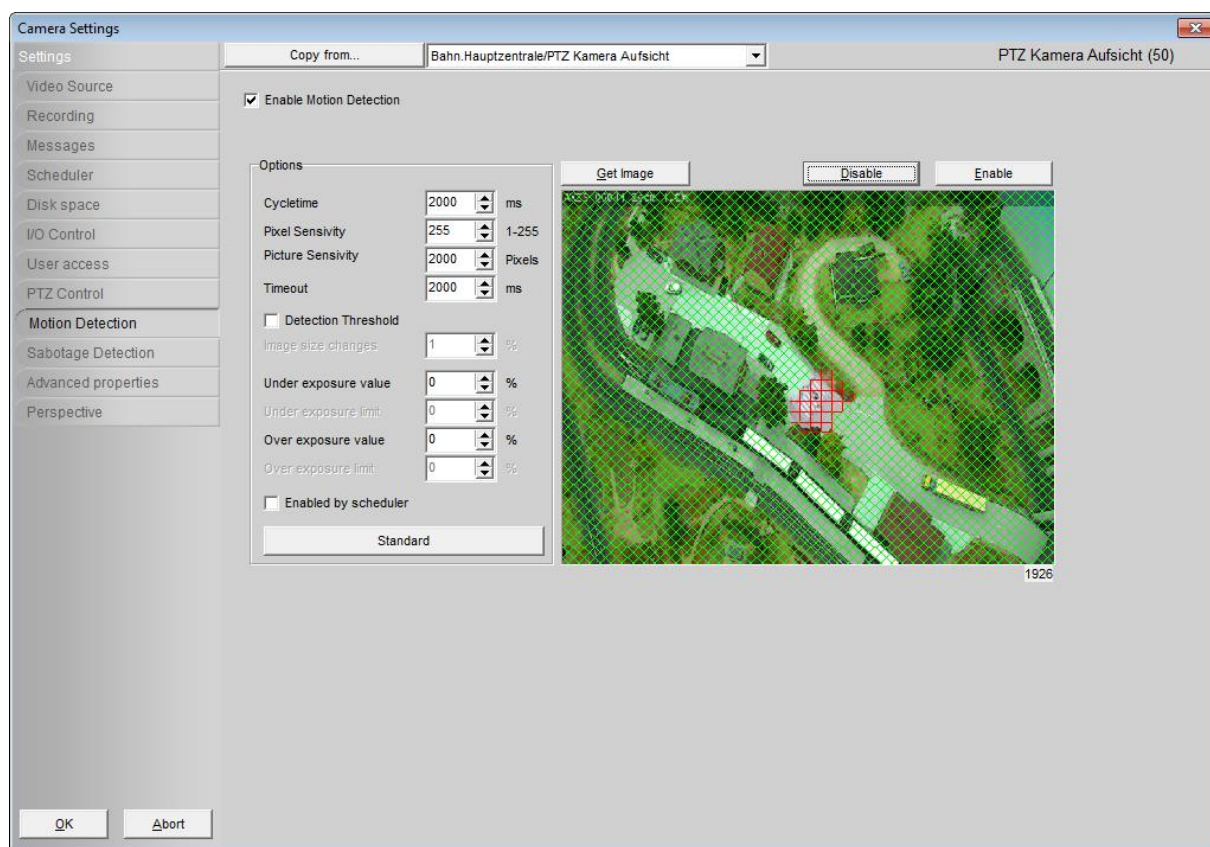 Camera Settings
Settings
Video Source
Recording
Messages
Scheduler
Disk space
I/O Control
User access
PTZ Control
Motion Detection
Sabotage Detection
Advanced properties
Perspective
OK
Abort
Copy from...
Bahn.Hauptzentrale/PTZ Kamera Aufsicht
PTZ Kamera Aufsicht (50)
Enable Motion Detection
Options
Cycletime 2000 ms
Pixel Sensivity 255 1-255
Picture Sensivity 2000 Pixels
Timeout 2000 ms
Detection Threshold
Image size changes 1 %
Under exposure value 0 %
Under exposure limit 0 %
Over exposure value 0 %
Over exposure limit 0 %
Enabled by scheduler
Standard
Get Image
Disable
Enable
1926